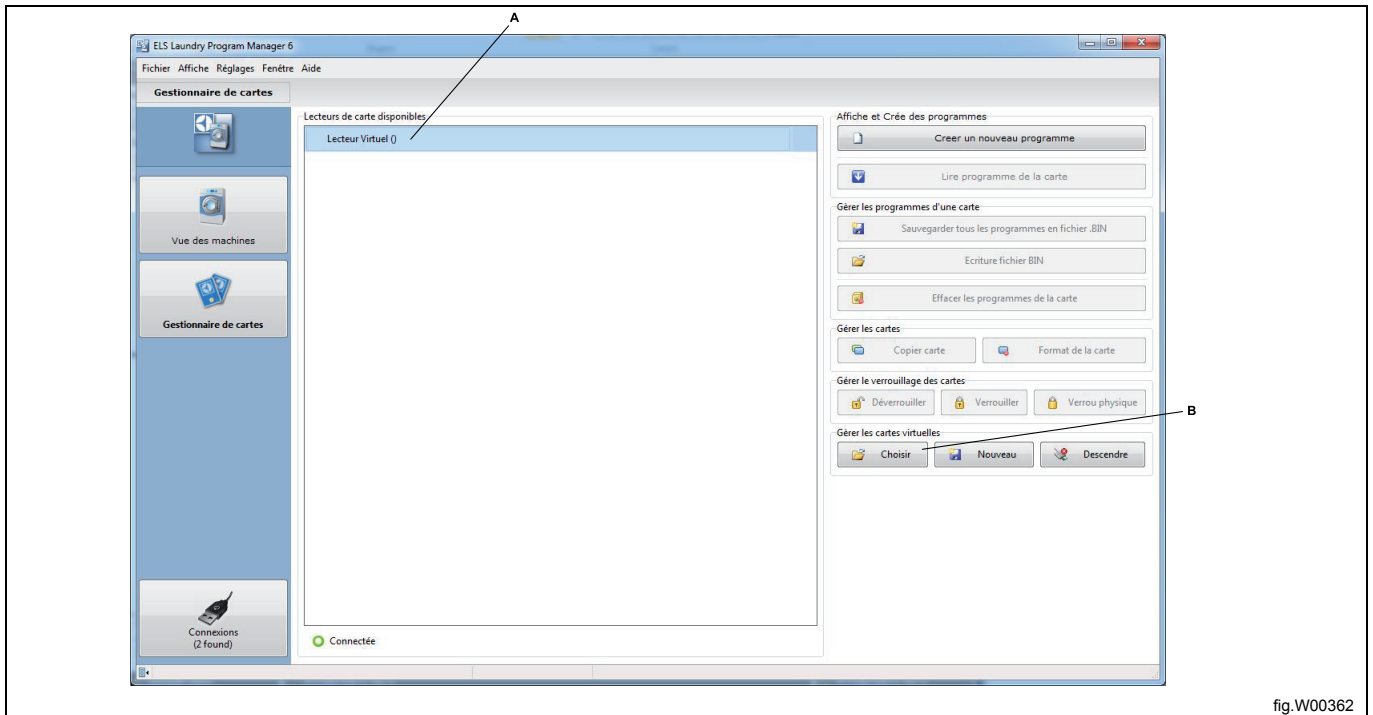 A
ELS Laundry Program Manager 6
Fichier Affiche Réglages Fenêtre Aide
Gestionnaire de cartes
Vue des machines
Gestionnaire de cartes
Connexions
(2 found)
Lecteurs de carte disponibles
Lecteur Virtuel ()
Connectée
Affiche et Crée des programmes
Creer un nouveau programme
Lire programme de la carte
Gérer les programmes d'une carte
Sauvegarder tous les programmes en fichier .BIN
Ecriture fichier BIN
Effacer les programmes de la carte
Gérer les cartes
Copier carte Format de la carte
Gérer le verrouillage des cartes
Déverrouiller Verrouiller Verrou physique
B
Gérer les cartes virtuelles
Choisir Nouveau Descendre
fig.W00362